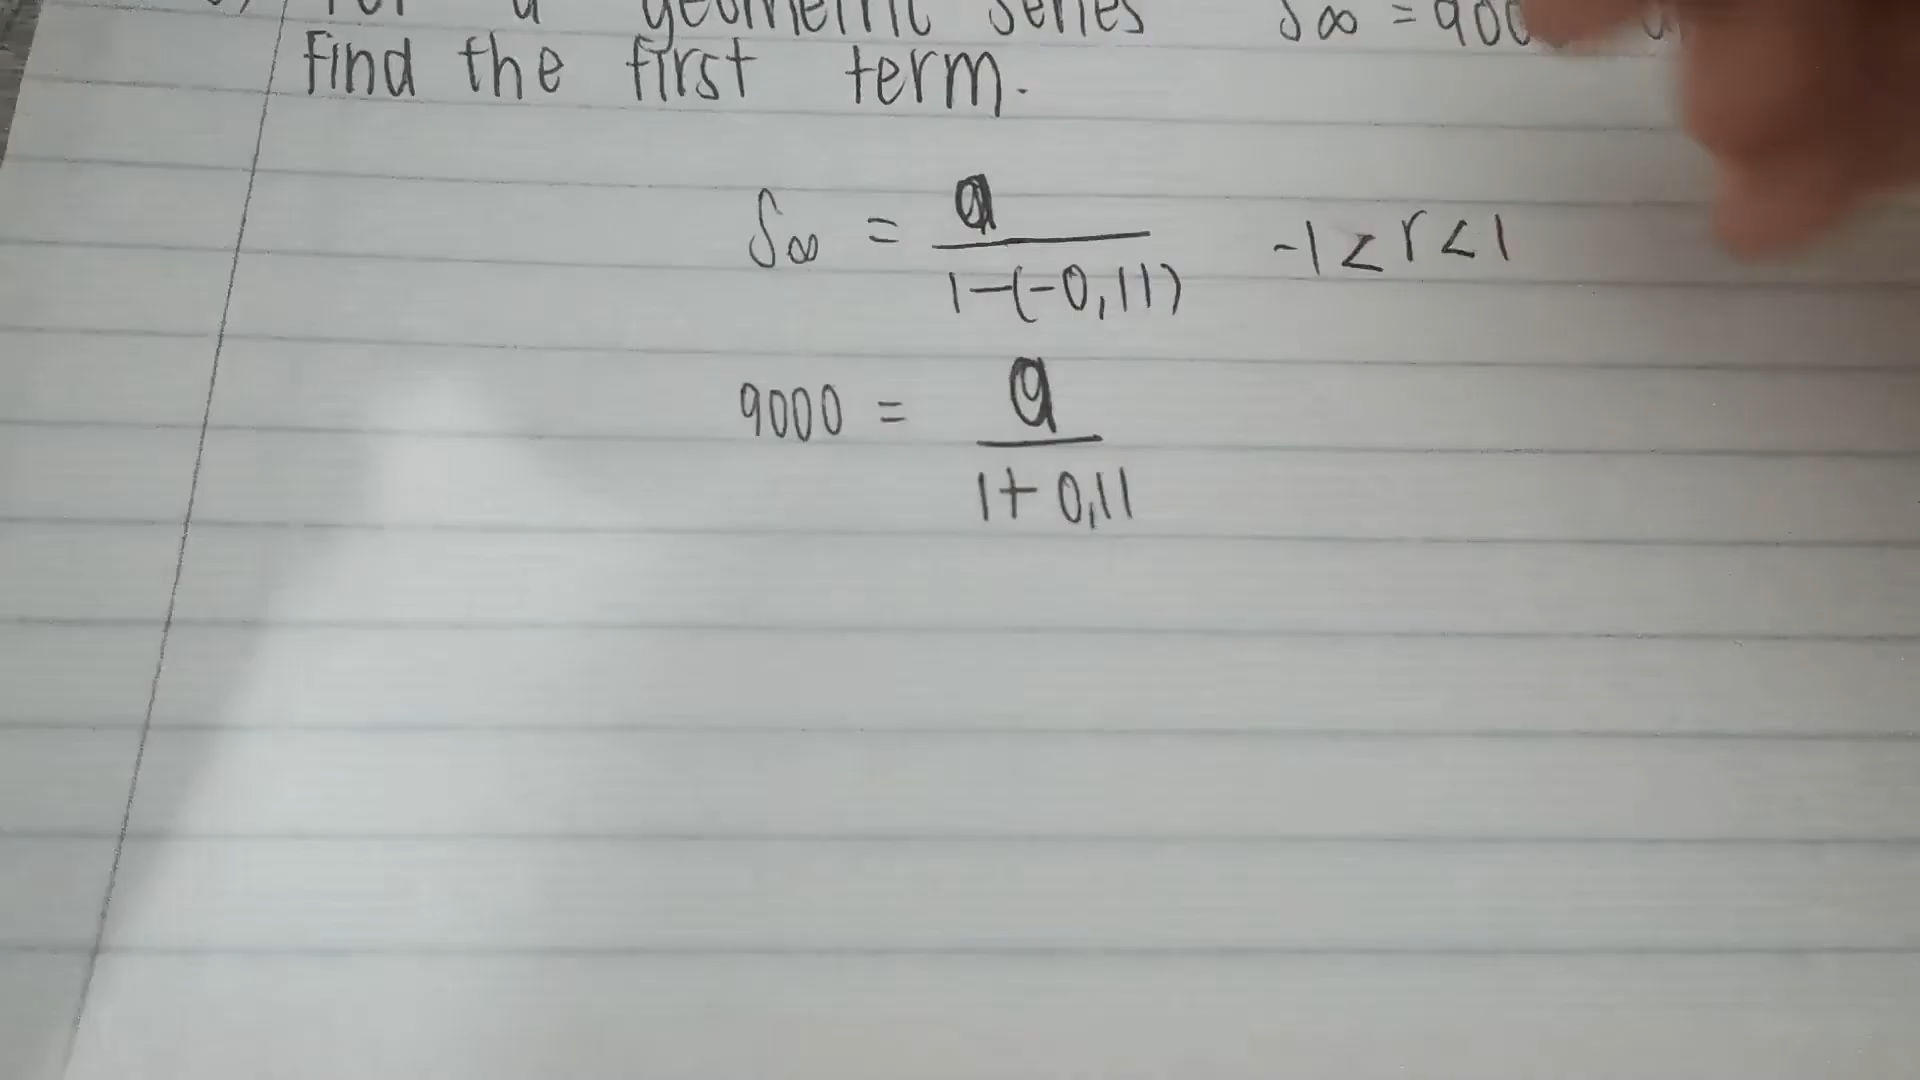 a geometric series S∞ = 900
Find the first term.
S∞ = a / 1-(-0,11) -1 < r < 1
9000 = a / 1+ 0,11